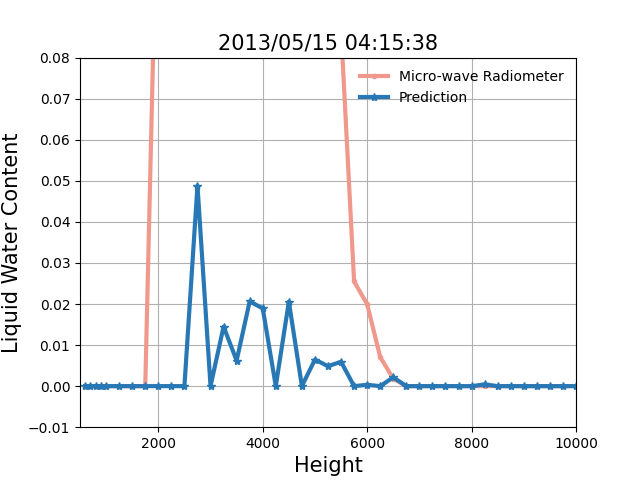 2013/05/15 04:15:38
Micro-wave Radiometer
Prediction
Liquid Water Content
0.08
0.07
0.06
0.05
0.04
0.03
0.02
0.01
0.00
−0.01
2000 4000 6000 8000 10000
Height